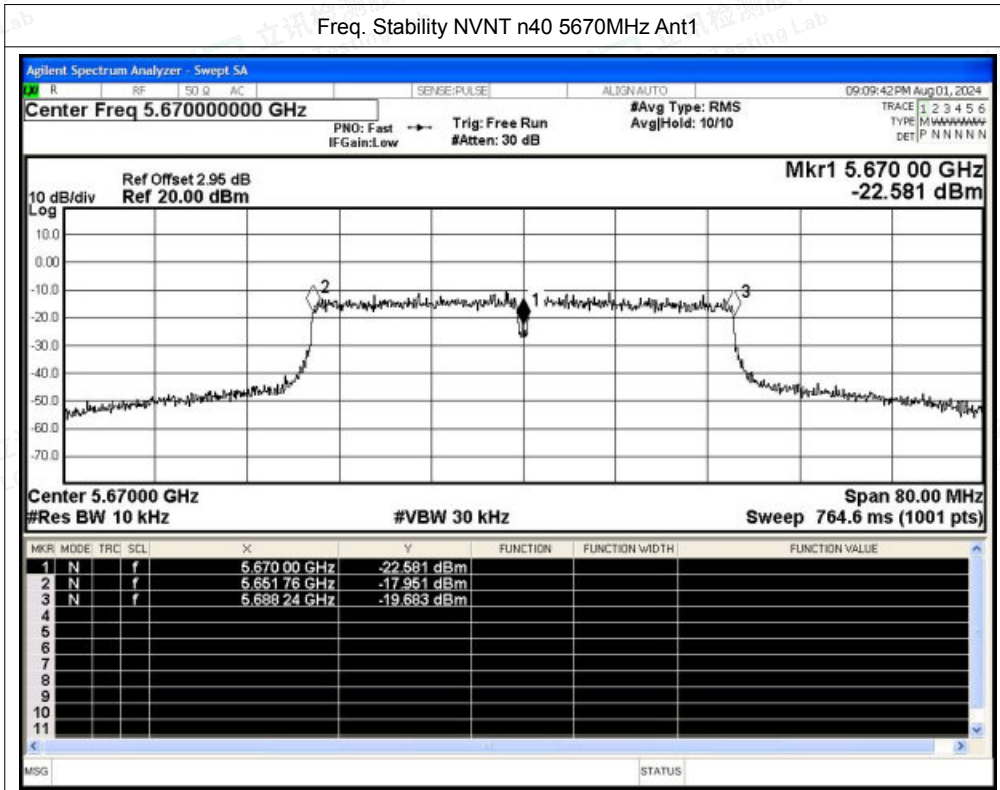 Freq. Stability NVNT n40 5670MHz Ant1
Agilent Spectrum Analyzer - Swept SA
R RF 50 Ω AC SENSE:PULSE ALIGN AUTO 09:09:42 PM Aug 01, 2024
Center Freq 5.670000000 GHz #Avg Type: RMS TRACE 1 2 3 4 5 6
PNO: Fast Trig: Free Run Avg|Hold: 10/10 TYPE M
IFGain:Low #Atten: 30 dB DET P N N N N N
Mkr1 5.670 00 GHz
Ref Offset 2.95 dB
10 dB/div Ref 20.00 dBm -22.581 dBm
Log
10.0
0.00
-10.0
2 1 3
-20.0
-30.0
-40.0
-50.0
-60.0
-70.0
Center 5.67000 GHz Span 80.00 MHz
#Res BW 10 kHz #VBW 30 kHz Sweep 764.6 ms (1001 pts)
MKR MODE TRC SCL X Y FUNCTION FUNCTION WIDTH FUNCTION VALUE
1 N f 5.670 00 GHz -22.581 dBm
2 N f 5.651 76 GHz -17.951 dBm
3 N f 5.688 24 GHz -19.683 dBm
4
5
6
7
8
9
10
11
MSG STATUS